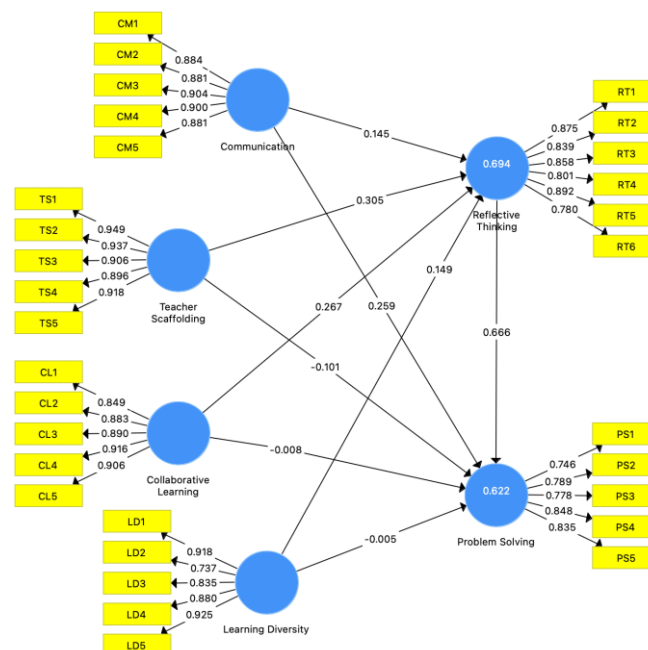 CM1
CM2
CM3
CM4
CM5
0.884
0.881
0.904
0.900
0.881
Communication
TS1
TS2
TS3
TS4
TS5
0.949
0.937
0.906
0.896
0.918
Teacher
Scaffolding
CL1
CL2
CL3
CL4
CL5
0.849
0.883
0.890
0.916
0.906
Collaborative
Learning
LD1
LD2
LD3
LD4
LD5
0.918
0.737
0.835
0.880
0.925
Learning Diversity
0.145
0.305
0.267
0.259
0.149
0.666
-0.101
-0.008
-0.005
0.694
Reflective
Thinking
0.875
0.839
0.858
0.801
0.892
0.780
RT1
RT2
RT3
RT4
RT5
RT6
0.622
Problem Solving
0.746
0.789
0.778
0.848
0.835
PS1
PS2
PS3
PS4
PS5